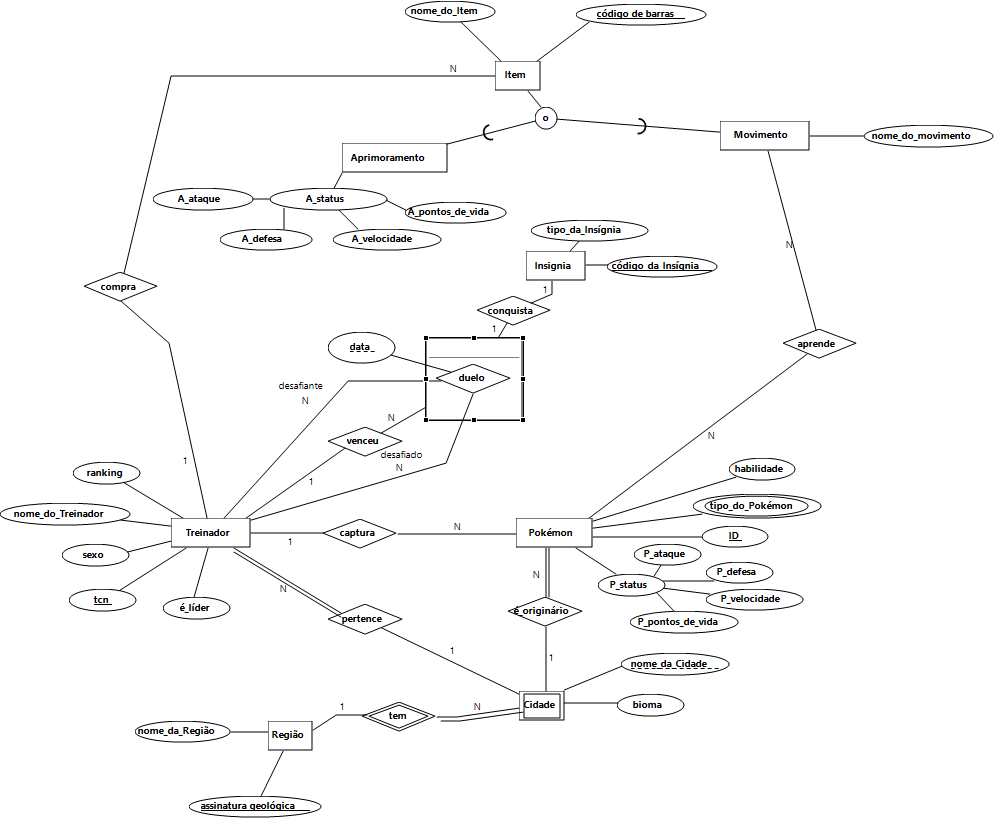 nome_do_Item
código de barras
N
Item
o
Movimento
nome_do_movimento
Aprimoramento
A_ataque
A_status
A_pontos_de_vida
A_defesa
A_velocidade
tipo_da_Insígnia
N
Insignia
código_da_Insígnia
compra
1
conquista
1
data
aprende
duelo
desafiante
N
N
venceu
N
desafiado
1
N
1
ranking
habilidade
nome_do_Treinador
tipo_do_Pokémon
Treinador
captura
N
Pokémon
ID
1
sexo
P_ataque
N
P_defesa
P_status
N
tcn
é_líder
P_velocidade
é_originário
pertence
P_pontos_de_vida
1
1
nome_da_Cidade
1
N
Cidade
bioma
tem
nome_da_Região
Região
assinatura geológica